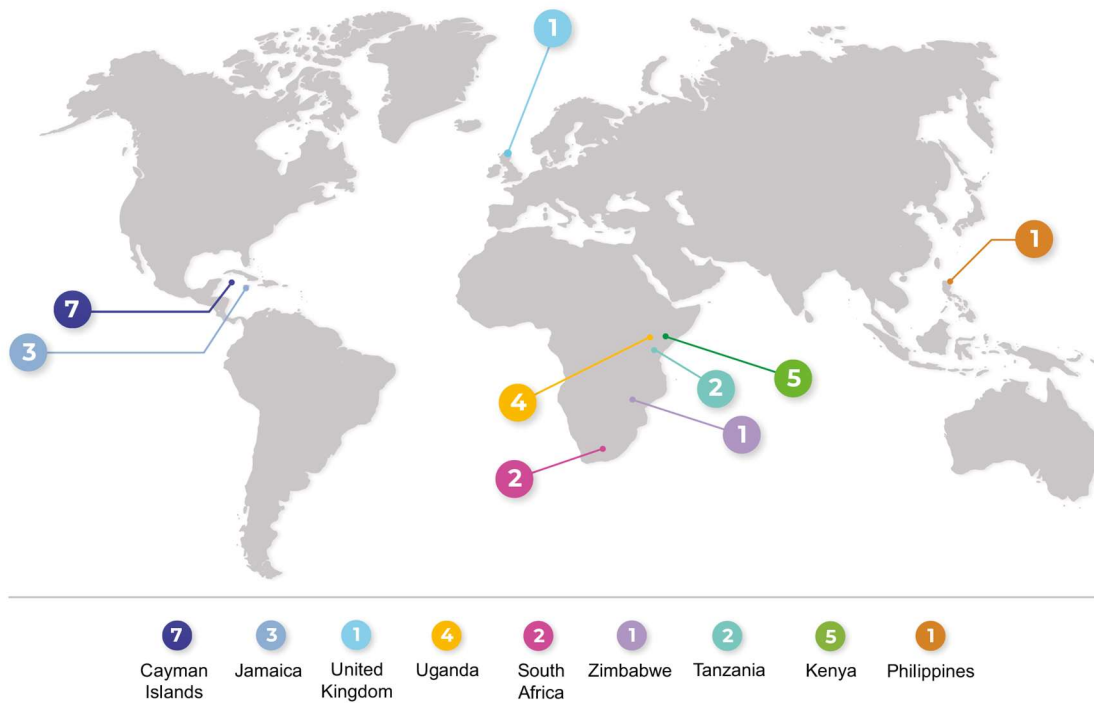 1
1
7
3
5
2
4
1
2
7 3 1 4 2 1 2 5 1
Cayman Islands
Jamaica
United Kingdom
Uganda
South Africa
Zimbabwe
Tanzania
Kenya
Philippines